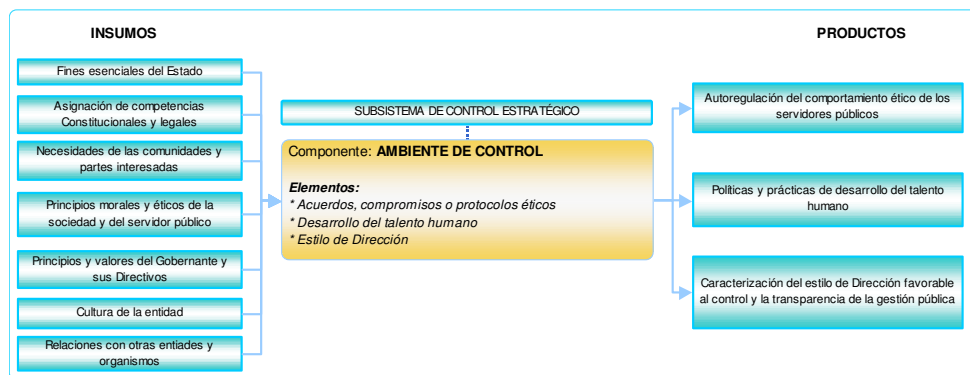 INSUMOS
Fines esenciales del Estado
Asignación de competencias
Constitucionales y legales
Necesidades de las comunidades y
partes interesadas
Principios morales y éticos de la
sociedad y del servidor público
Principios y valores del Gobernante y
sus Directivos
Cultura de la entidad
Relaciones con otras entiades y
organismos
SUBSISTEMA DE CONTROL ESTRATÉGICO
Componente: AMBIENTE DE CONTROL
Elementos:
* Acuerdos, compromisos o protocolos éticos
* Desarrollo del talento humano
* Estilo de Dirección
PRODUCTOS
Autoregulación del comportamiento ético de los
servidores públicos
Políticas y prácticas de desarrollo del talento
humano
Caracterización del estilo de Dirección favorable
al control y la transparencia de la gestión pública